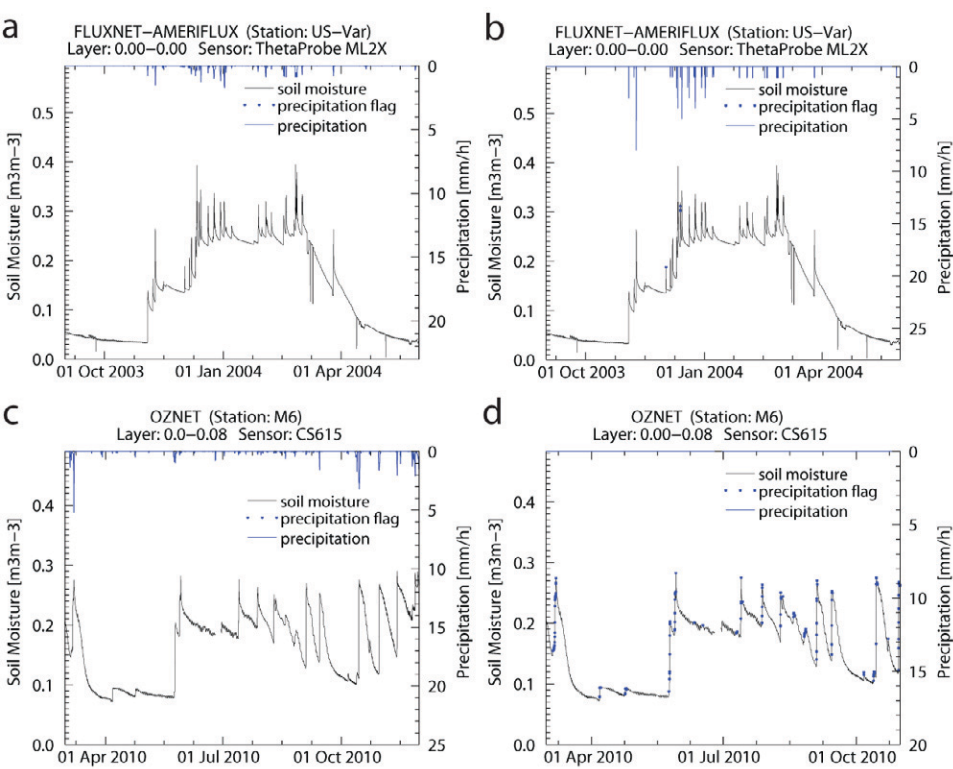 a
FLUXNET−AMERIFLUX (Station: US−Var)
Layer: 0.00−0.00 Sensor: ThetaProbe ML2X
soil moisture
precipitation flag
precipitation
Soil Moisture [m3m−3]
0.5
0.4
0.3
0.2
0.1
0.0
Precipitation [mm/h]
0
5
10
15
20
01 Oct 2003 01 Jan 2004 01 Apr 2004
b
FLUXNET−AMERIFLUX (Station: US−Var)
Layer: 0.00−0.00 Sensor: ThetaProbe ML2X
soil moisture
precipitation flag
precipitation
Soil Moisture [m3m−3]
0.5
0.4
0.3
0.2
0.1
0.0
Precipitation [mm/h]
0
5
10
15
20
25
01 Oct 2003 01 Jan 2004 01 Apr 2004
c
OZNET (Station: M6)
Layer: 0.0−0.08 Sensor: CS615
soil moisture
precipitation flag
precipitation
Soil Moistture [m3m−3]
0.4
0.3
0.2
0.1
0.0
Precipitation [mm/h]
0
5
10
15
20
25
01 Apr 2010 01 Jul 2010 01 Oct 2010
d
OZNET (Station: M6)
Layer: 0.00−0.08 Sensor: CS615
soil moisture
precipitation flag
precipitation
Soil Moistture [m3m−3]
0.4
0.3
0.2
0.1
0.0
Precipitation [mm/h]
0
5
10
15
20
01 Apr 2010 01 Jul 2010 01 Oct 2010